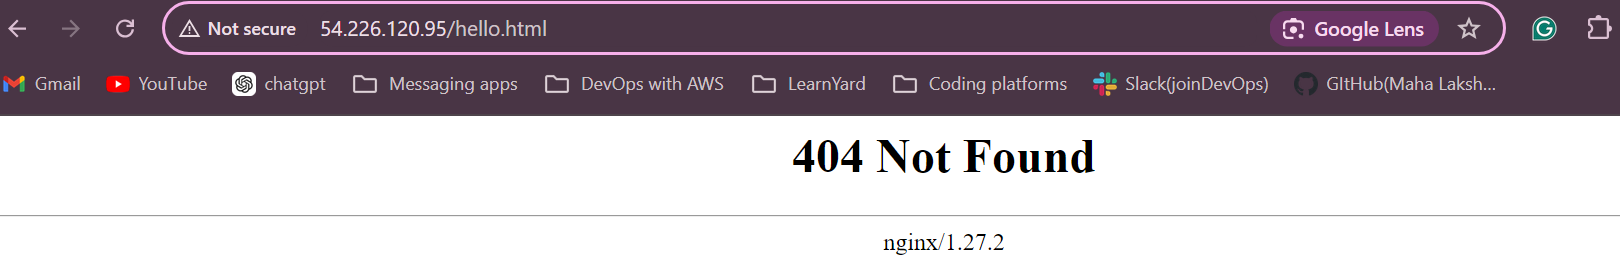 Not secure 54.226.120.95/hello.html Google Lens
Gmail YouTube chatgpt Messaging apps DevOps with AWS LearnYard Coding platforms Slack(joinDevOps) GItHub(Maha Laksh...
404 Not Found
nginx/1.27.2